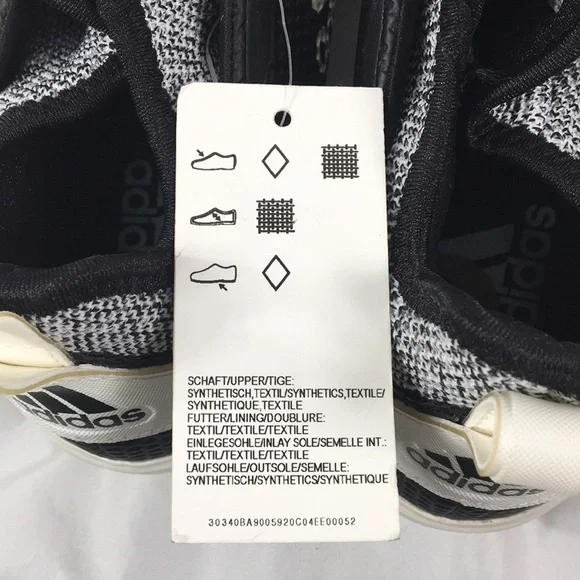 adidas
adidas
SCHAFT/UPPER/TIGE:
SYNTHETISCH,TEXTIL/SYNTHETICS,TEXTILE/
SYNTHETIQUE,TEXTILE
FUTTER/LINING/DOUBLURE:
TEXTIL/TEXTILE/TEXTILE
EINLEGESOHLE/INLAY SOLE/SEMELLE INT.:
TEXTIL/TEXTILE/TEXTILE
LAUFSOHLE/OUTSOLE/SEMELLE:
SYNTHETISCH/SYNTHETICS/SYNTHETIQUE
30340BA9005920C04EE00052
adidas
adidas